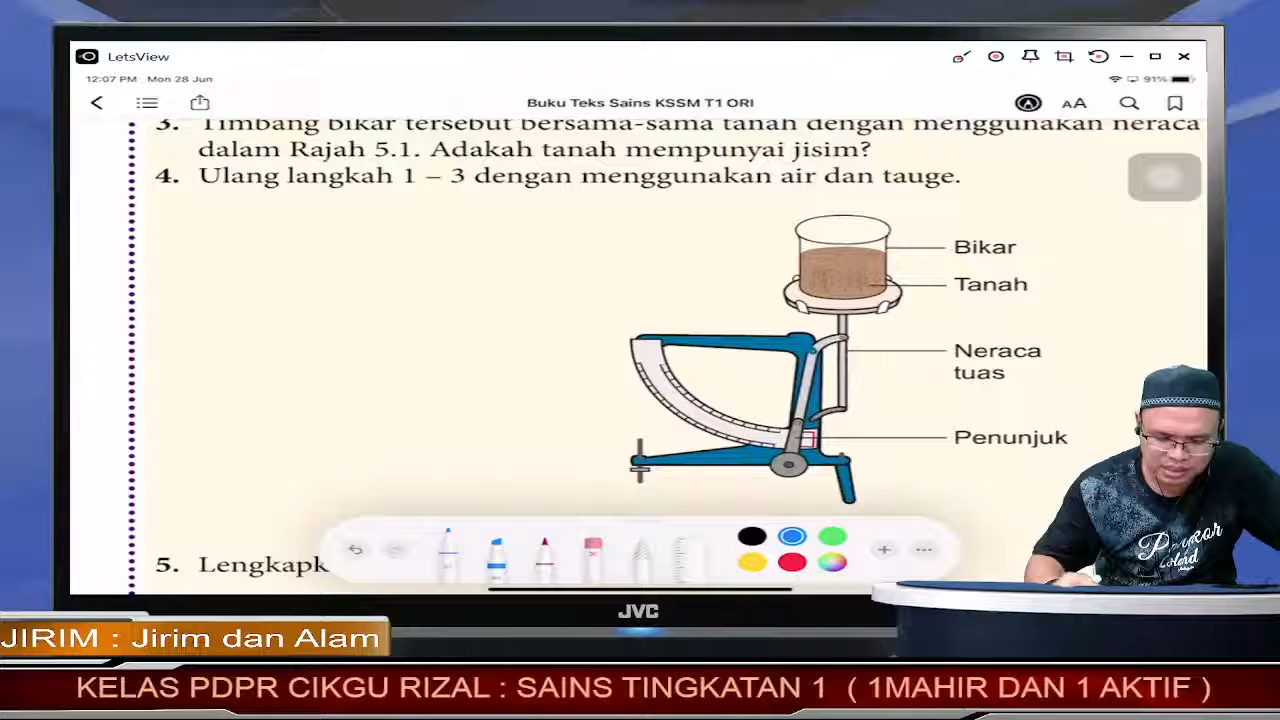 LetsView
12:07 PM Mon 28 Jun
91%
Buku Teks Sains KSSM T1 ORI
AA
3. Timbang bikar tersebut bersama-sama tanah dengan menggunakan neraca
dalam Rajah 5.1. Adakah tanah mempunyai jisim?
4. Ulang langkah 1 – 3 dengan menggunakan air dan tauge.
Bikar
Tanah
Neraca
tuas
Penunjuk
5. Lengkapk
JVC
JIRIM : Jirim dan Alam
KELAS PDPR CIKGU RIZAL : SAINS TINGKATAN 1 ( 1MAHIR DAN 1 AKTIF )